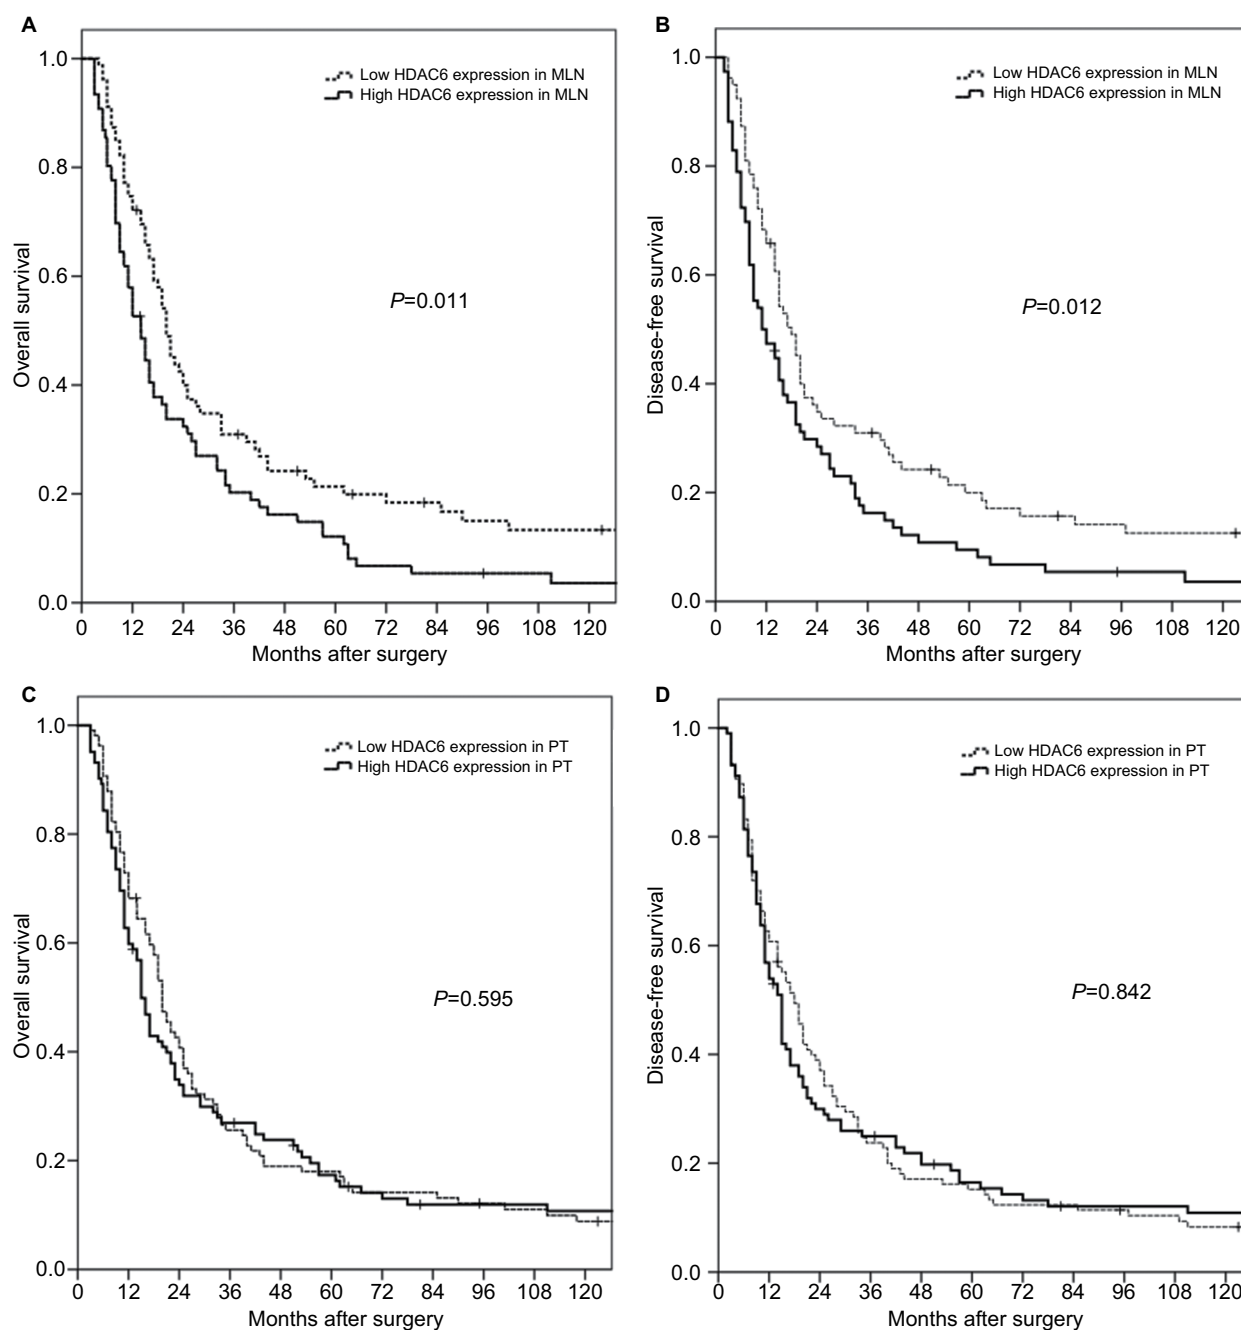 A
Low HDAC6 expression in MLN
High HDAC6 expression in MLN
1.0
0.8
0.6
0.4
0.2
0.0
Overall survival
P=0.011
0 12 24 36 48 60 72 84 96 108 120
Months after surgery
B
Low HDAC6 expression in MLN
High HDAC6 expression in MLN
1.0
0.8
0.6
0.4
0.2
0.0
Disease-free survival
P=0.012
0 12 24 36 48 60 72 84 96 108 120
Months after surgery
C
Low HDAC6 expression in PT
High HDAC6 expression in PT
1.0
0.8
0.6
0.4
0.2
0.0
Overall survival
P=0.595
0 12 24 36 48 60 72 84 96 108 120
Months after surgery
D
Low HDAC6 expression in PT
High HDAC6 expression in PT
1.0
0.8
0.6
0.4
0.2
0.0
Disease-free survival
P=0.842
0 12 24 36 48 60 72 84 96 108 120
Months after surgery